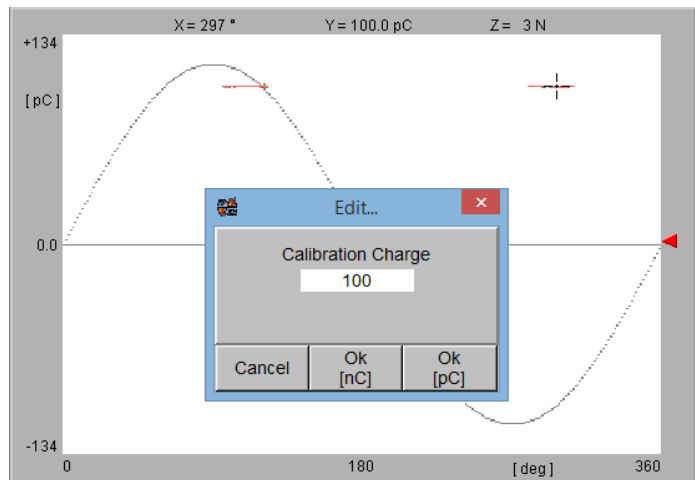 X = 297 ° Y = 100.0 pC Z = 3 N
+134
[ pC ]
Edit...
Calibration Charge
0.0
100
Cancel
Ok
[nC]
Ok
[pC]
-134
0 180 [ deg ] 360